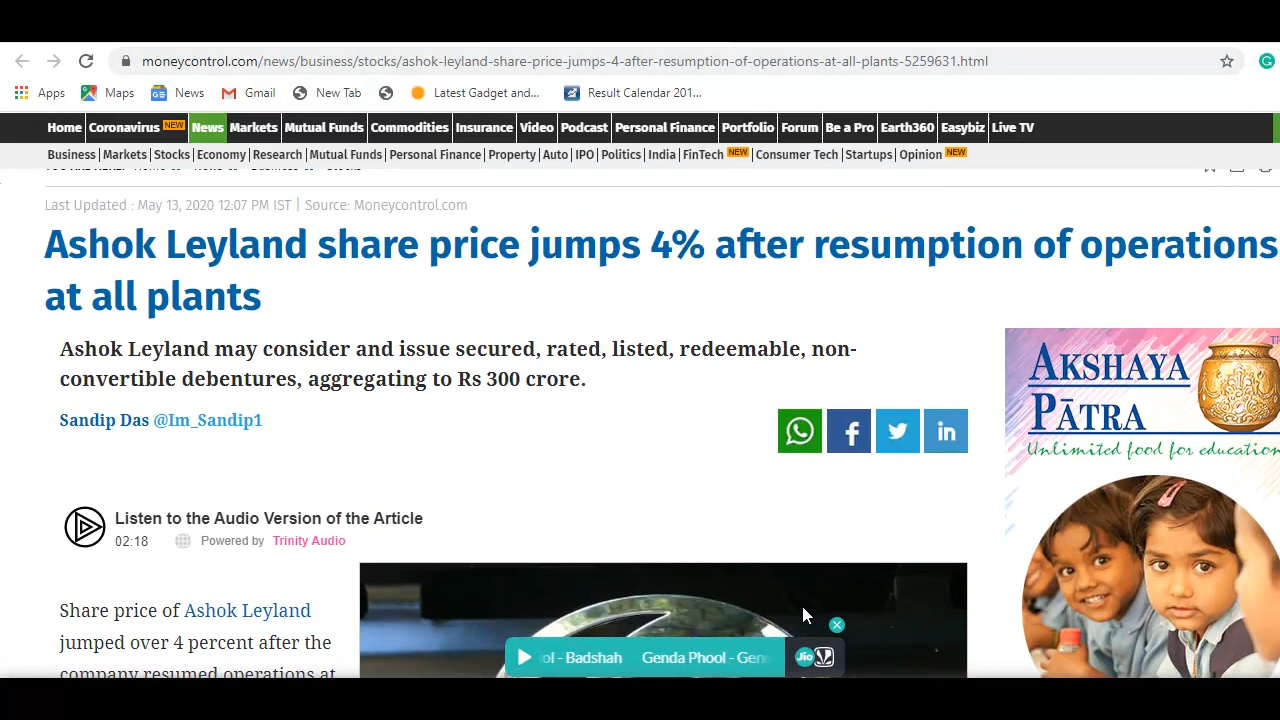 moneycontrol.com/news/business/stocks/ashok-leyland-share-price-jumps-4-after-resumption-of-operations-at-all-plants-5259631.html
Apps Maps News Gmail New Tab Latest Gadget and... Result Calendar 201...
Home Coronavirus NEW News Markets Mutual Funds Commodities Insurance Video Podcast Personal Finance Portfolio Forum Be a Pro Earth360 Easybiz Live TV
Business Markets Stocks Economy Research Mutual Funds Personal Finance Property Auto IPO Politics India FinTech NEW Consumer Tech Startups Opinion NEW
Last Updated : May 13, 2020 12:07 PM IST | Source: Moneycontrol.com
Ashok Leyland share price jumps 4% after resumption of operations
at all plants
Ashok Leyland may consider and issue secured, rated, listed, redeemable, non-
convertible debentures, aggregating to Rs 300 crore.
Sandip Das @Im_Sandip1
AKSHAYA
PĀTRA
Unlimited food for education
Listen to the Audio Version of the Article
02:18 Powered by Trinity Audio
Share price of Ashok Leyland
jumped over 4 percent after the
company resumed operations at
ol - Badshah Genda Phool - Gen
Jio